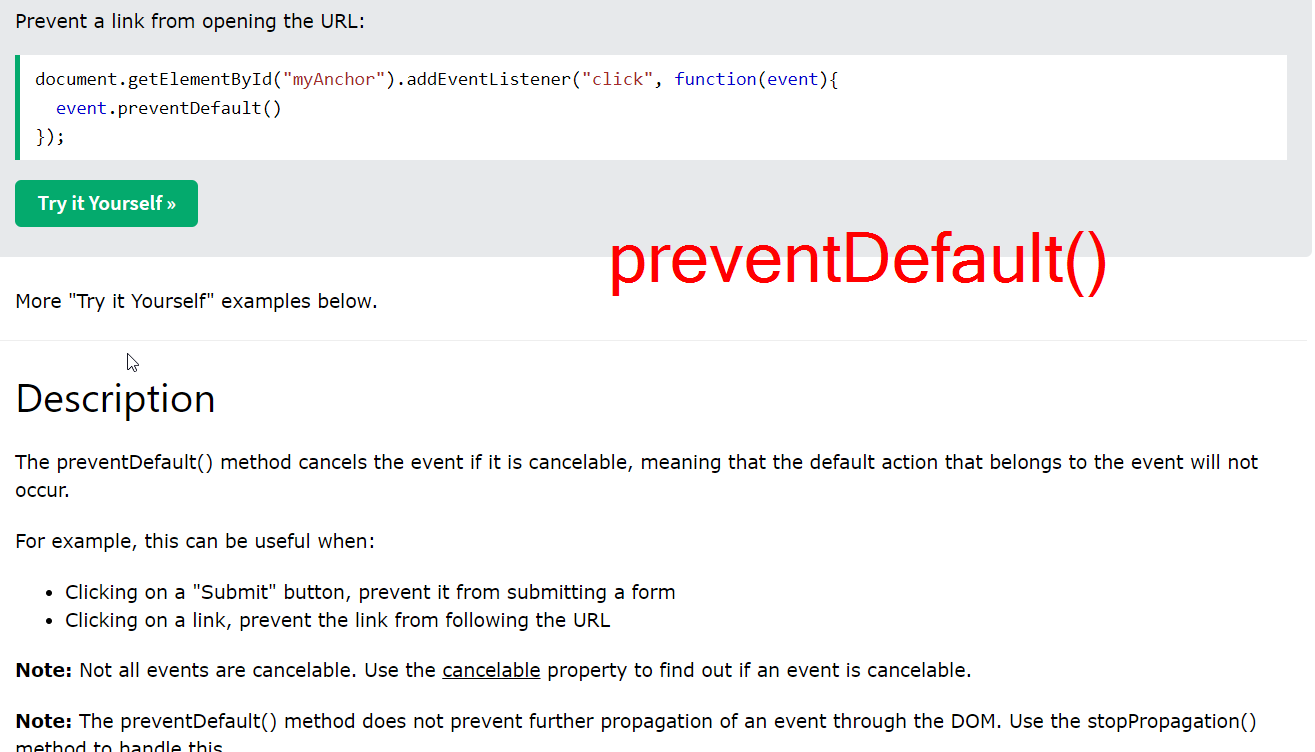 Prevent a link from opening the URL:
document.getElementById("myAnchor").addEventListener("click", function(event){
  event.preventDefault()
});
Try it Yourself »
preventDefault()
More "Try it Yourself" examples below.
Description
The preventDefault() method cancels the event if it is cancelable, meaning that the default action that belongs to the event will not
occur.
For example, this can be useful when:
• Clicking on a "Submit" button, prevent it from submitting a form
• Clicking on a link, prevent the link from following the URL
Note: Not all events are cancelable. Use the cancelable property to find out if an event is cancelable.
Note: The preventDefault() method does not prevent further propagation of an event through the DOM. Use the stopPropagation()
method to handle this